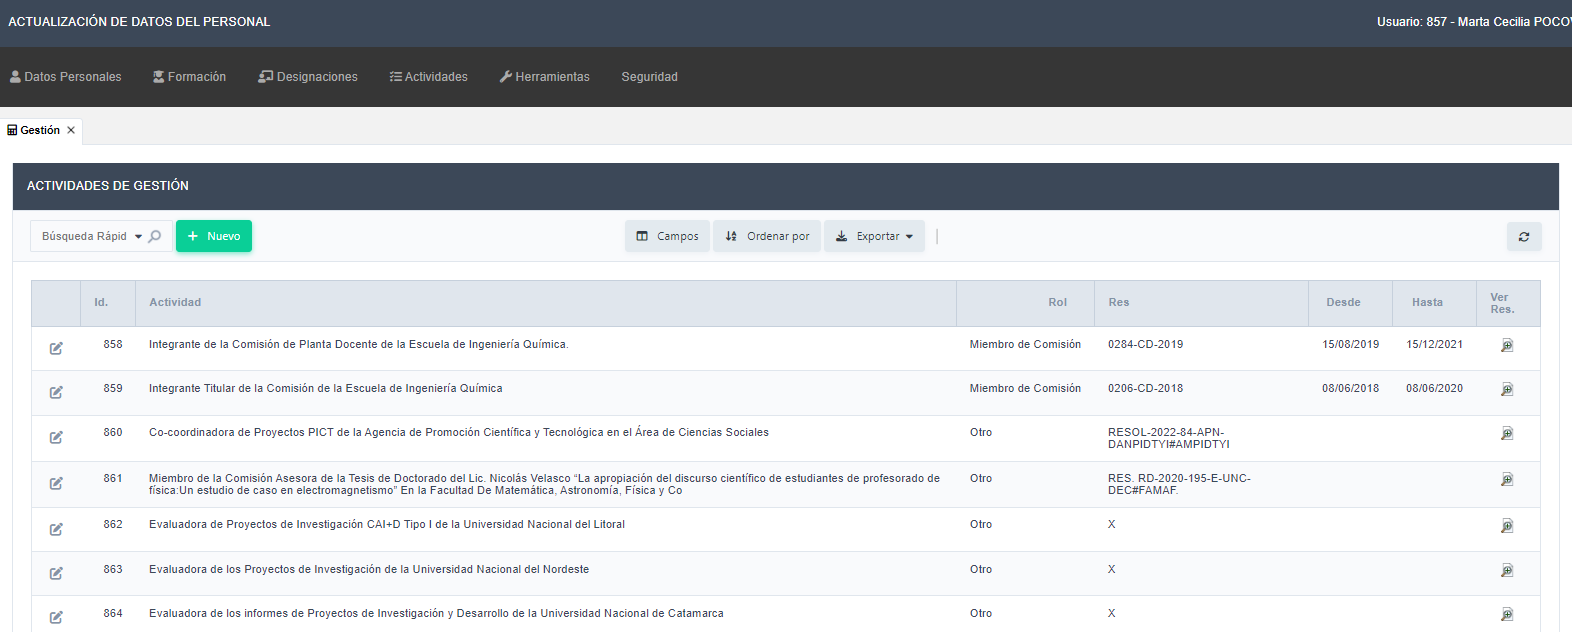 ACTUALIZACIÓN DE DATOS DEL PERSONAL
Usuario: 857 - Marta Cecilia POCOV
Datos Personales Formación Designaciones Actividades Herramientas Seguridad
Gestión
ACTIVIDADES DE GESTIÓN
Búsqueda Rápid Nuevo Campos Ordenar por Exportar
Id. Actividad Rol Res Desde Hasta Ver
Res.
858 Integrante de la Comisión de Planta Docente de la Escuela de Ingeniería Química. Miembro de Comisión 0284-CD-2019 15/08/2019 15/12/2021
859 Integrante Titular de la Comisión de la Escuela de Ingeniería Química Miembro de Comisión 0206-CD-2018 08/06/2018 08/06/2020
860 Co-coordinadora de Proyectos PICT de la Agencia de Promoción Científica y Tecnológica en el Área de Ciencias Sociales Otro RESOL-2022-84-APN-
DANPIDTYI#AMPIDTYI
861 Miembro de la Comisión Asesora de la Tesis de Doctorado del Lic. Nicolás Velasco “La apropiación del discurso científico de estudiantes de profesorado de Otro RES. RD-2020-195-E-UNC-
física:Un estudio de caso en electromagnetismo” En la Facultad De Matemática, Astronomía, Física y Co DEC#FAMAF.
862 Evaluadora de Proyectos de Investigación CAI+D Tipo I de la Universidad Nacional del Litoral Otro X
863 Evaluadora de los Proyectos de Investigación de la Universidad Nacional del Nordeste Otro X
864 Evaluadora de los informes de Proyectos de Investigación y Desarrollo de la Universidad Nacional de Catamarca Otro X